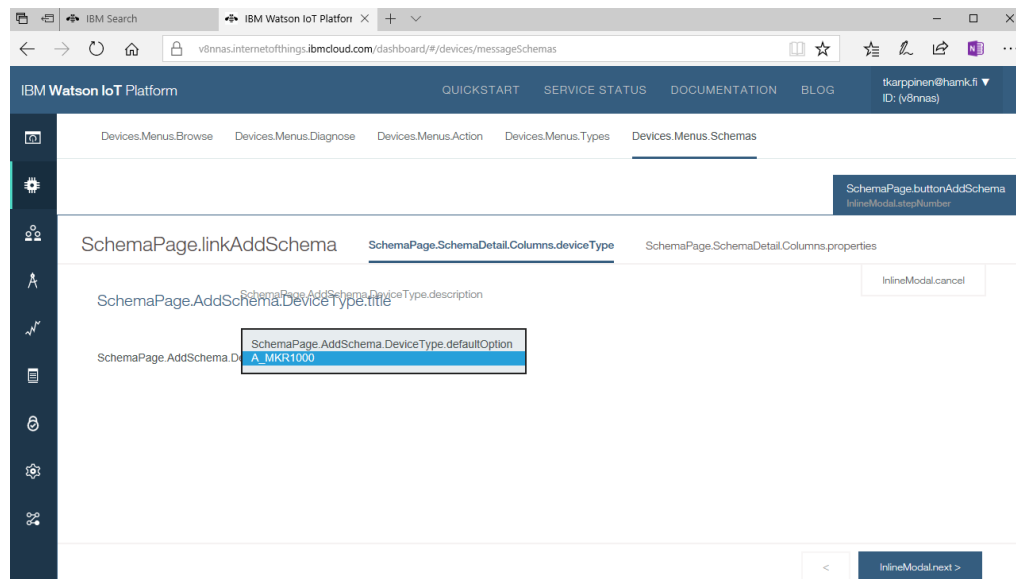 IBM Search
IBM Watson IoT Platforr
v8nnas.internetofthings.ibmcloud.com/dashboard/#/devices/messageSchemas
IBM Watson IoT Platform
QUICKSTART SERVICE STATUS DOCUMENTATION BLOG
tkarppinen@hamk.fi ▼
ID: (v8nnas)
Devices.Menus.Browse Devices.Menus.Diagnose Devices.Menus.Action Devices.Menus.Types Devices.Menus.Schemas
SchemaPage.buttonAddSchema
InlineModal.stepNumber
SchemaPage.linkAddSchema
SchemaPage.SchemaDetail.Columns.deviceType
SchemaPage.SchemaDetail.Columns.properties
InlineModal.cancel
SchemaPage.AddSchema.DeviceType.description
SchemaPage.AddSchema.DeviceType.title
SchemaPage.AddSchema.DeviceType.defaultOption
SchemaPage.AddSchema.D
A_MKR1000
<
InlineModal.next >